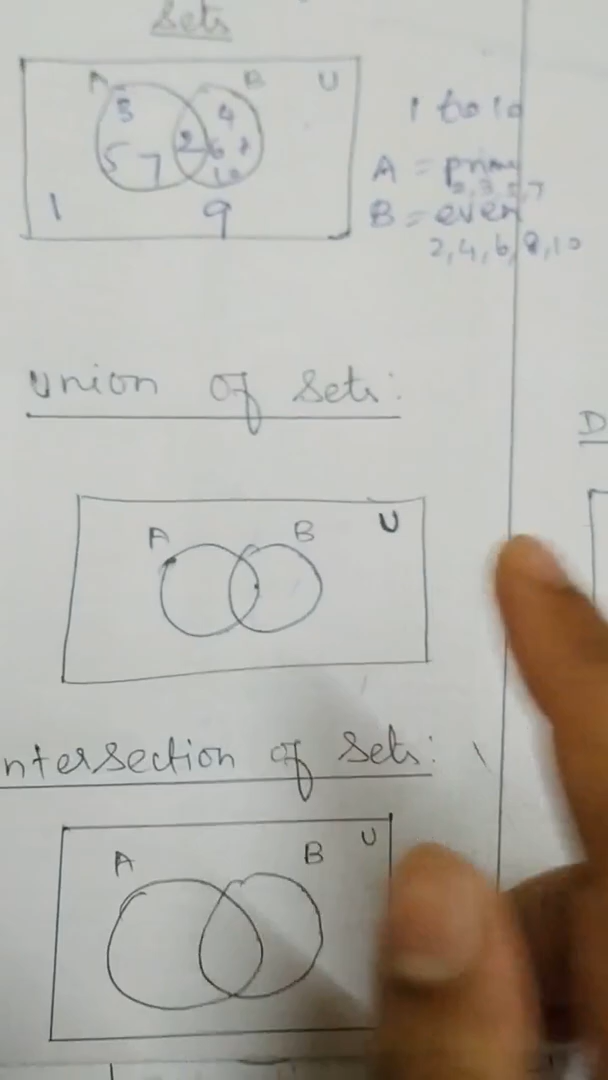 Sets
A B U
3 4
5 7 2 6 8
10
1 9
1 to 10
A = prime
2,3,5,7
B = even
2,4,6,8,10
Union of Sets:
A B U
D
ntersection of Sets:
A B U